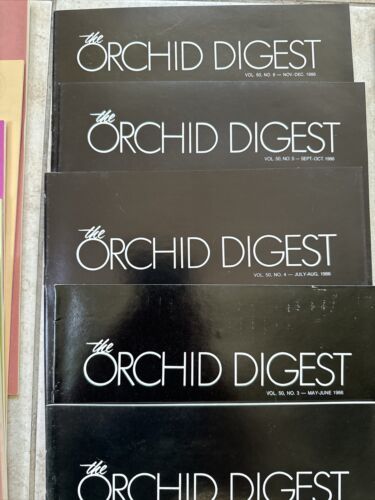 the
ORCHID DIGEST
VOL. 50, NO. 6 — NOV.-DEC. 1986
the
ORCHID DIGEST
VOL. 50, NO. 5 — SEPT.-OCT. 1986
the
ORCHID DIGEST
VOL. 50, NO. 4 — JULY-AUG. 1986
the
ORCHID DIGEST
VOL. 50, NO. 3 — MAY-JUNE 1986
the
ORCHID DIGEST